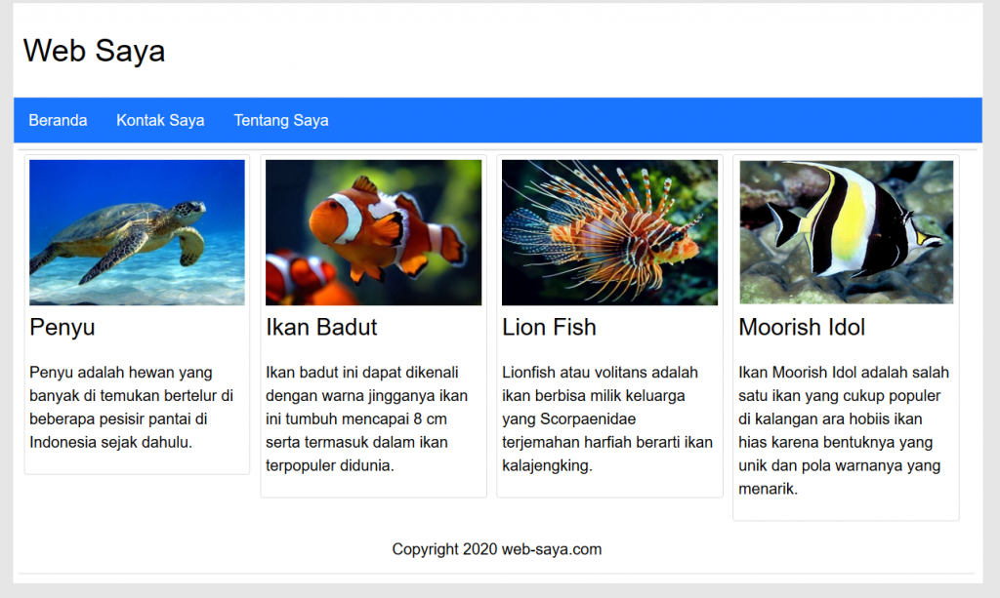 Web Saya
Beranda Kontak Saya Tentang Saya
Penyu
Penyu adalah hewan yang
banyak di temukan bertelur di
beberapa pesisir pantai di
Indonesia sejak dahulu.
Ikan Badut
Ikan badut ini dapat dikenali
dengan warna jingganya ikan
ini tumbuh mencapai 8 cm
serta termasuk dalam ikan
terpopuler didunia.
Lion Fish
Lionfish atau volitans adalah
ikan berbisa milik keluarga
yang Scorpaenidae
terjemahan harfiah berarti ikan
kalajengking.
Moorish Idol
Ikan Moorish Idol adalah salah
satu ikan yang cukup populer
di kalangan ara hobiis ikan
hias karena bentuknya yang
unik dan pola warnanya yang
menarik.
Copyright 2020 web-saya.com